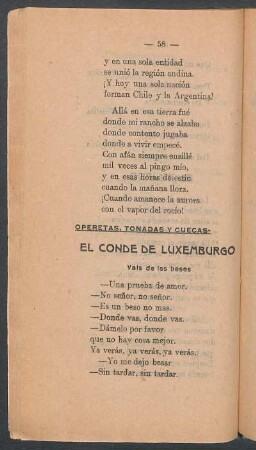 — 58 —
y en una sola entidad
se unió la región andina.
¡Y hoy una sola nación
forman Chile y la Argentina!
Allá en esa tierra fué
donde mi rancho se alzaba
donde contento jugaba
donde a vivir empecé.
Con afán siempre ensillé
mil veces al pingo mío,
y en esas horas de estío
cuando la mañana llora.
¡Cuando amanece la aurora
con el vapor del rocío!
OPERETAS, TONADAS Y CUECAS-
EL CONDE DE LUXEMBURGO
Vals de los besos
—Una prueba de amor.
—No señor, no señor.
—Es un beso no mas.
—Donde vas, donde vas.
—Dámelo por favor
que no hay cosa mejor.
Ya verás, ya verás, ya verás.
—Yo me dejo besar
—Sin tardar, sin tardar